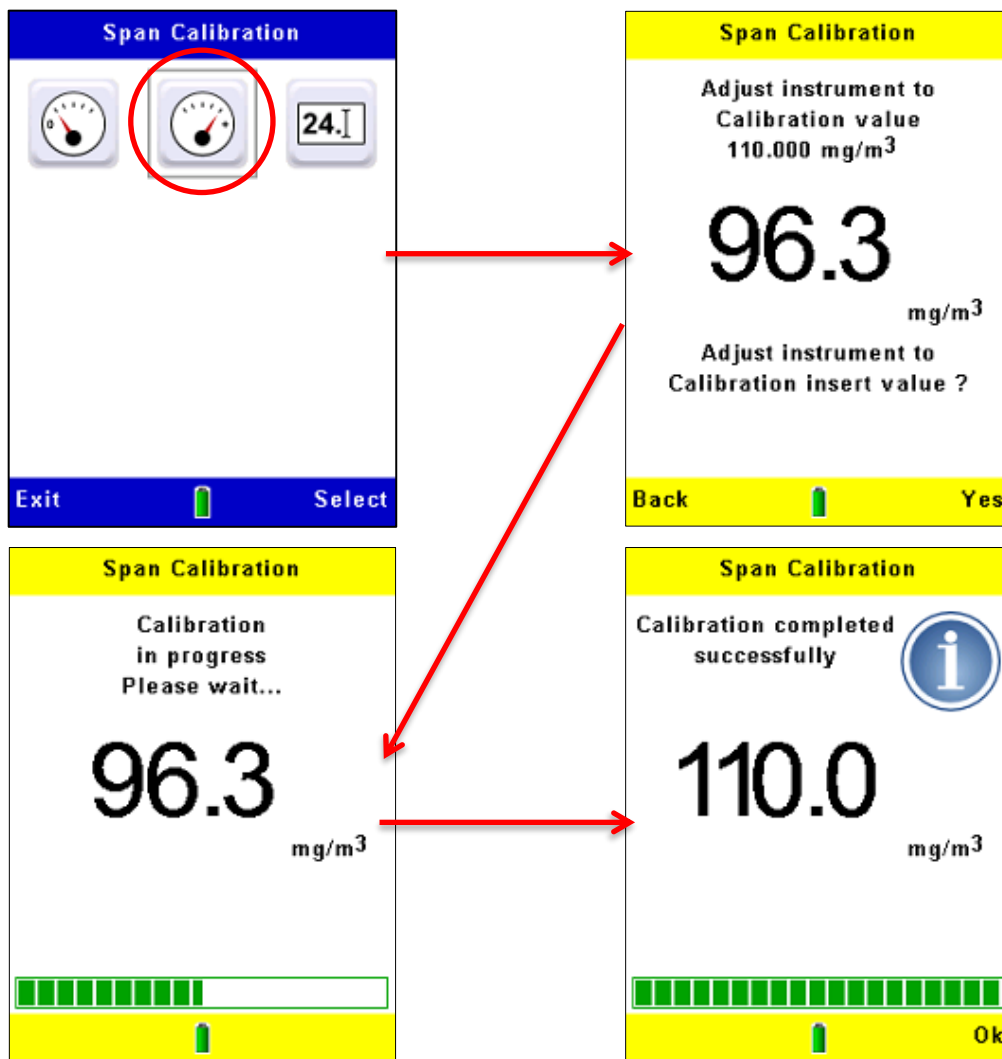 Span Calibration
0
+
24.
Exit
Select
Span Calibration
Adjust instrument to
Calibration value
110.000 mg/m³
96.3
mg/m³
Adjust instrument to
Calibration insert value ?
Back
Yes
Span Calibration
Calibration
in progress
Please wait...
96.3
mg/m³
Span Calibration
Calibration completed
successfully
i
110.0
mg/m³
Ok